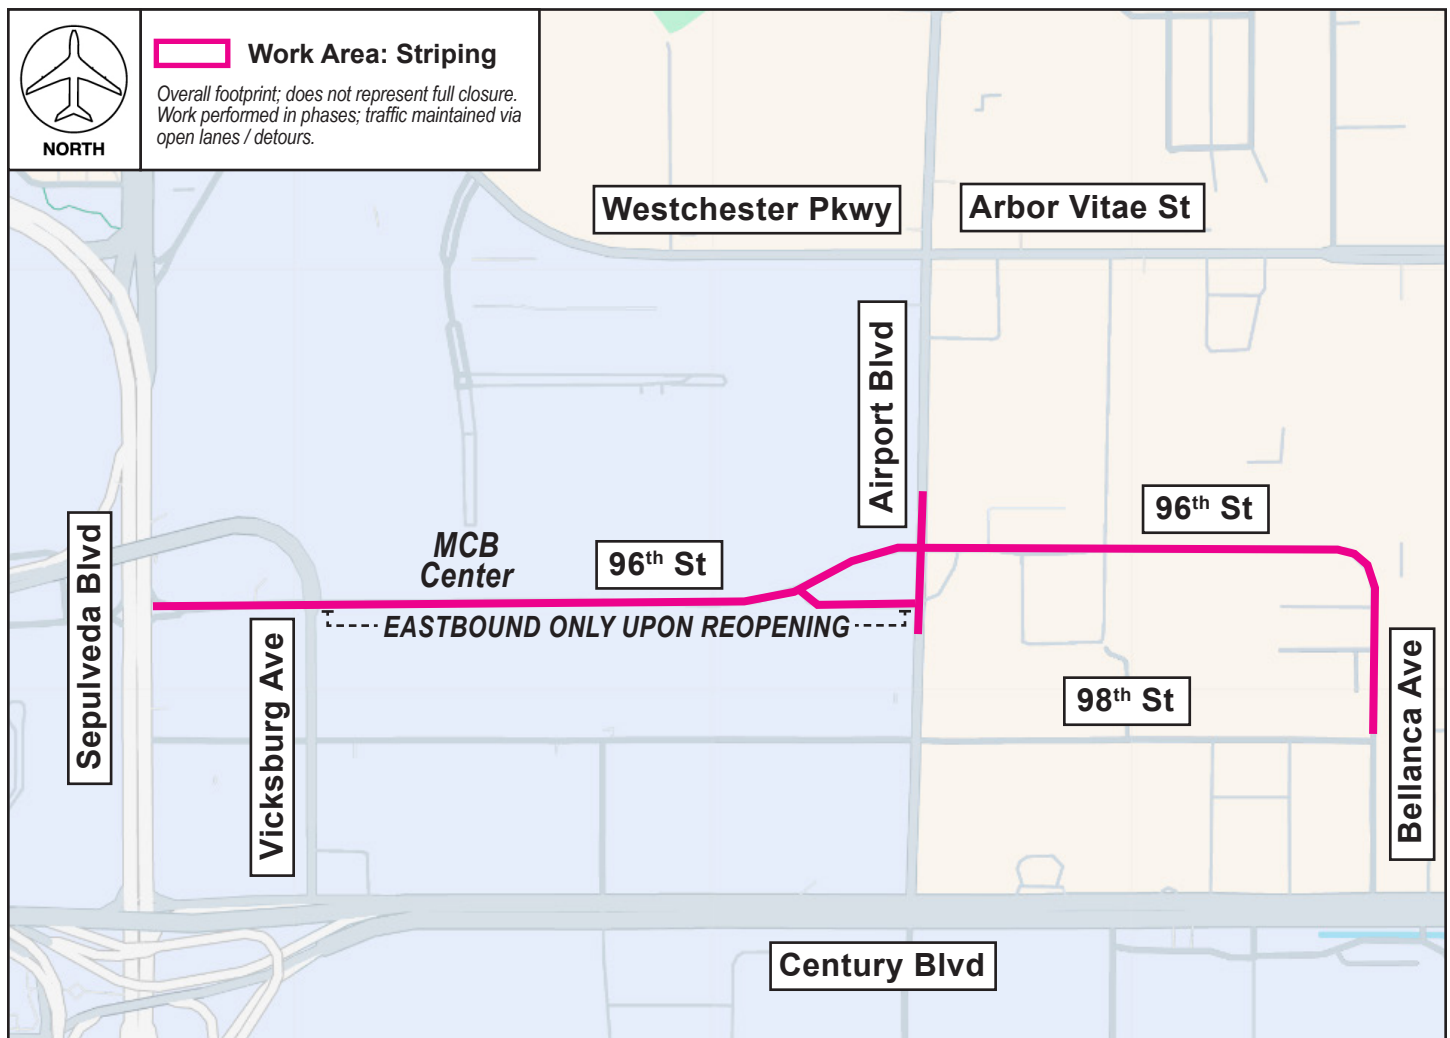 NORTH
Work Area: Striping
Overall footprint; does not represent full closure.
Work performed in phases; traffic maintained via
open lanes / detours.
Westchester Pkwy
Arbor Vitae St
Airport Blvd
96th St
MCB
Center
96th St
Sepulveda Blvd
EASTBOUND ONLY UPON REOPENING
Vicksburg Ave
98th St
Bellanca Ave
Century Blvd